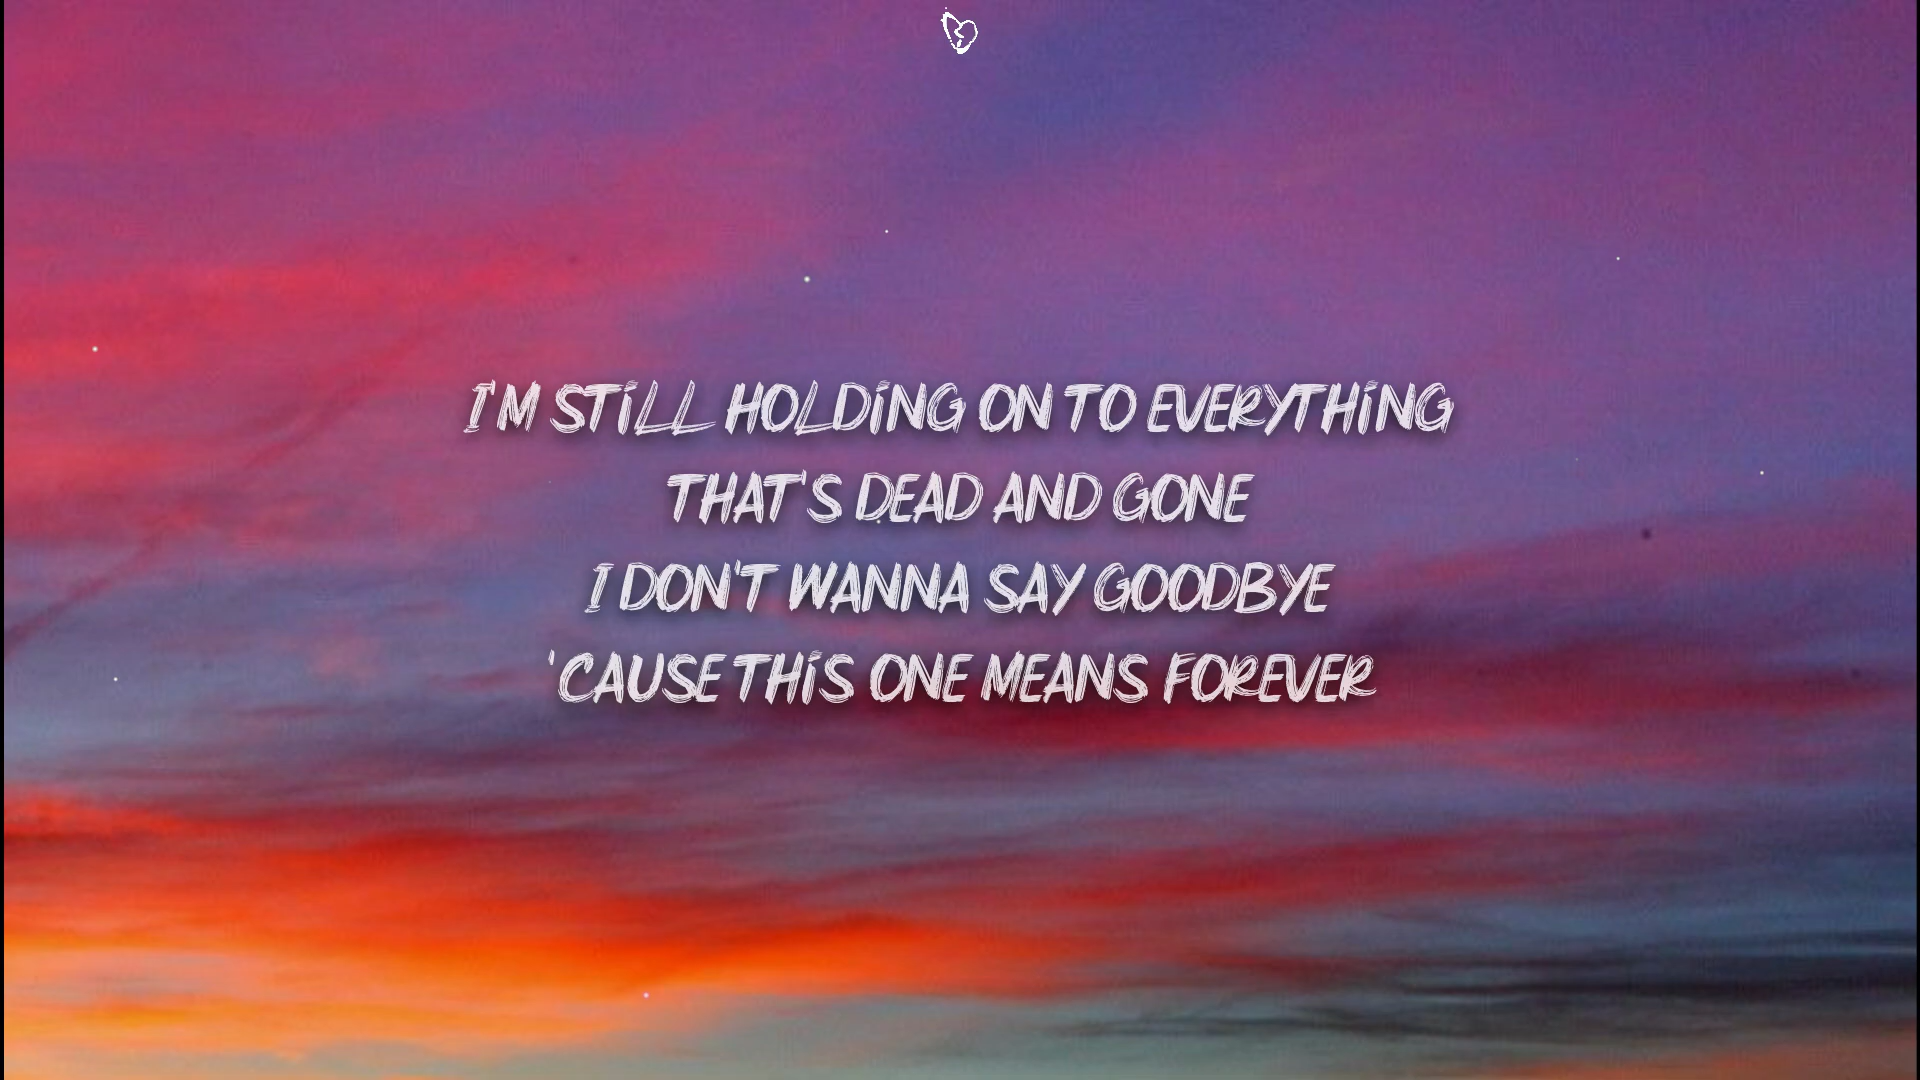 I'M STILL HOLDING ON TO EVERYTHING
THAT'S DEAD AND GONE
I DON'T WANNA SAY GOODBYE
'CAUSE THIS ONE MEANS FOREVER